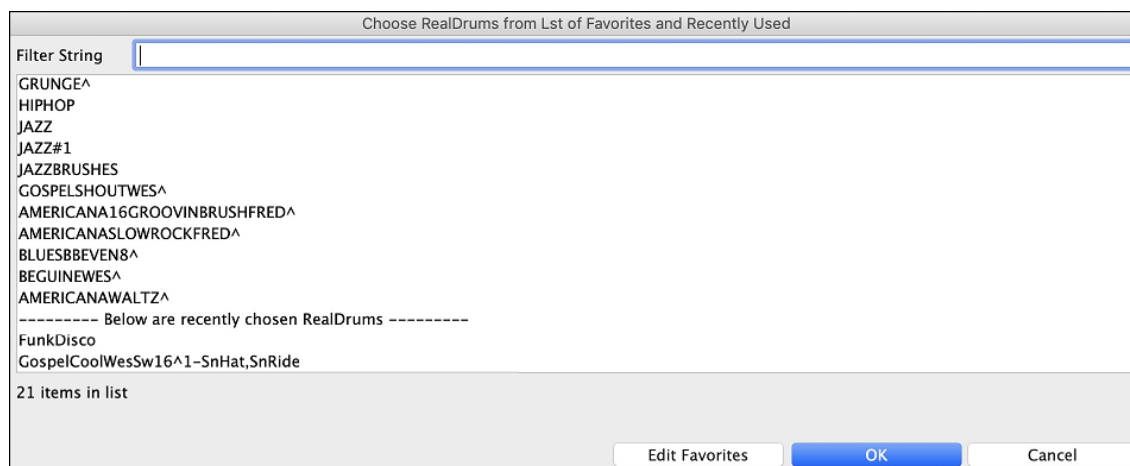 Choose RealDrums from Lst of Favorites and Recently Used
Filter String
GRUNGE^
HIPHOP
JAZZ
JAZZ#1
JAZZBRUSHES
GOSPELSHOUTWES^
AMERICANA16GROOVINBRUSHFRED^
AMERICANASLOWROCKFRED^
BLUESBBEVEN8^
BEGUINEWES^
AMERICANAWALTZ^
--------- Below are recently chosen RealDrums ---------
FunkDisco
GospelCoolWesSw16^1-SnHat,SnRide
21 items in list
Edit Favorites OK Cancel